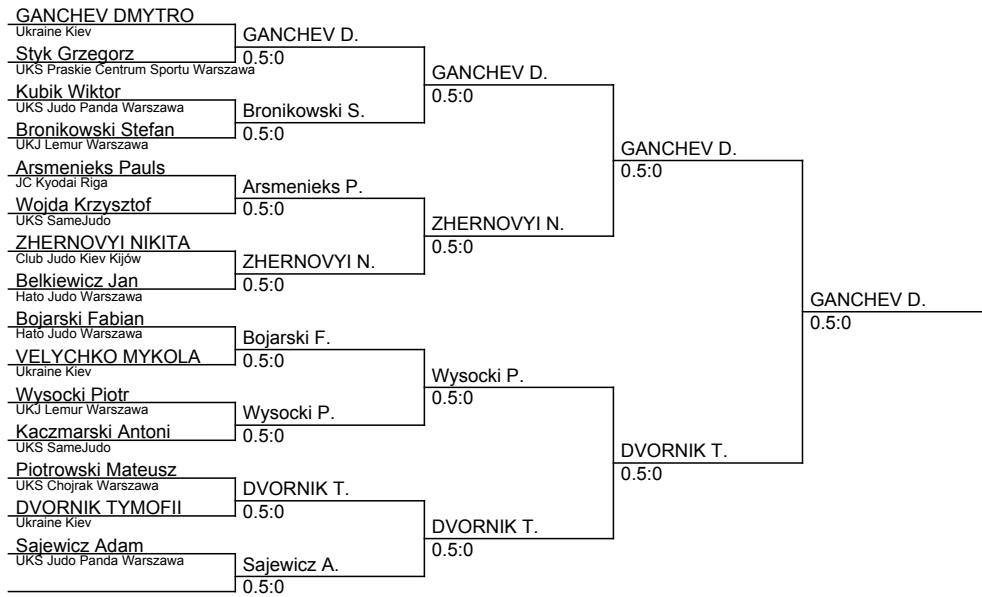 GANCHEV DMYTRO
Ukraine Kiev
Styk Grzegorz
UKS Praskie Centrum Sportu Warszawa
Kubik Wiktor
UKS Judo Panda Warszawa
Bronikowski Stefan
UKJ Lemur Warszawa
Arsmenieks Pauls
JC Kyodai Riga
Wojda Krzysztof
UKS SameJudo
ZHERNOVYI NIKITA
Club Judo Kiev Kijów
Belkiewicz Jan
Hato Judo Warszawa
Bojarski Fabian
Hato Judo Warszawa
VELYCHKO MYKOLA
Ukraine Kiev
Wysocki Piotr
UKJ Lemur Warszawa
Kaczmarski Antoni
UKS SameJudo
Piotrowski Mateusz
UKS Chojrak Warszawa
DVORNIK TYMOFII
Ukraine Kiev
Sajewicz Adam
UKS Judo Panda Warszawa
GANCHEV D.
0.5:0
Bronikowski S.
0.5:0
Arsmenieks P.
0.5:0
ZHERNOVYI N.
0.5:0
Bojarski F.
0.5:0
Wysocki P.
0.5:0
DVORNIK T.
0.5:0
Sajewicz A.
0.5:0
GANCHEV D.
0.5:0
ZHERNOVYI N.
0.5:0
Wysocki P.
0.5:0
DVORNIK T.
0.5:0
GANCHEV D.
0.5:0
DVORNIK T.
0.5:0
GANCHEV D.
0.5:0